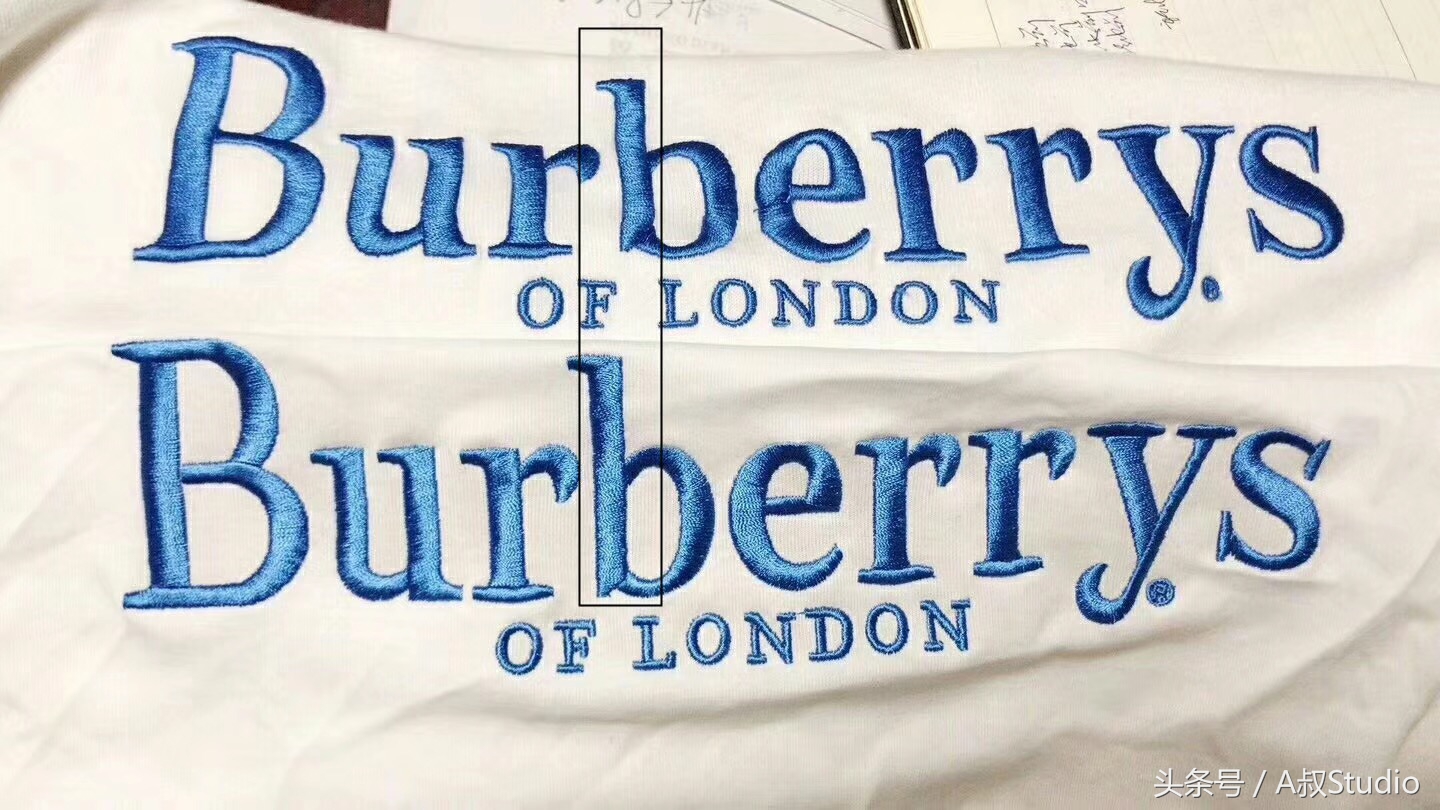 Burberrys®
OF LONDON
Burberrys®
OF LONDON
头条号 / A叔Studio